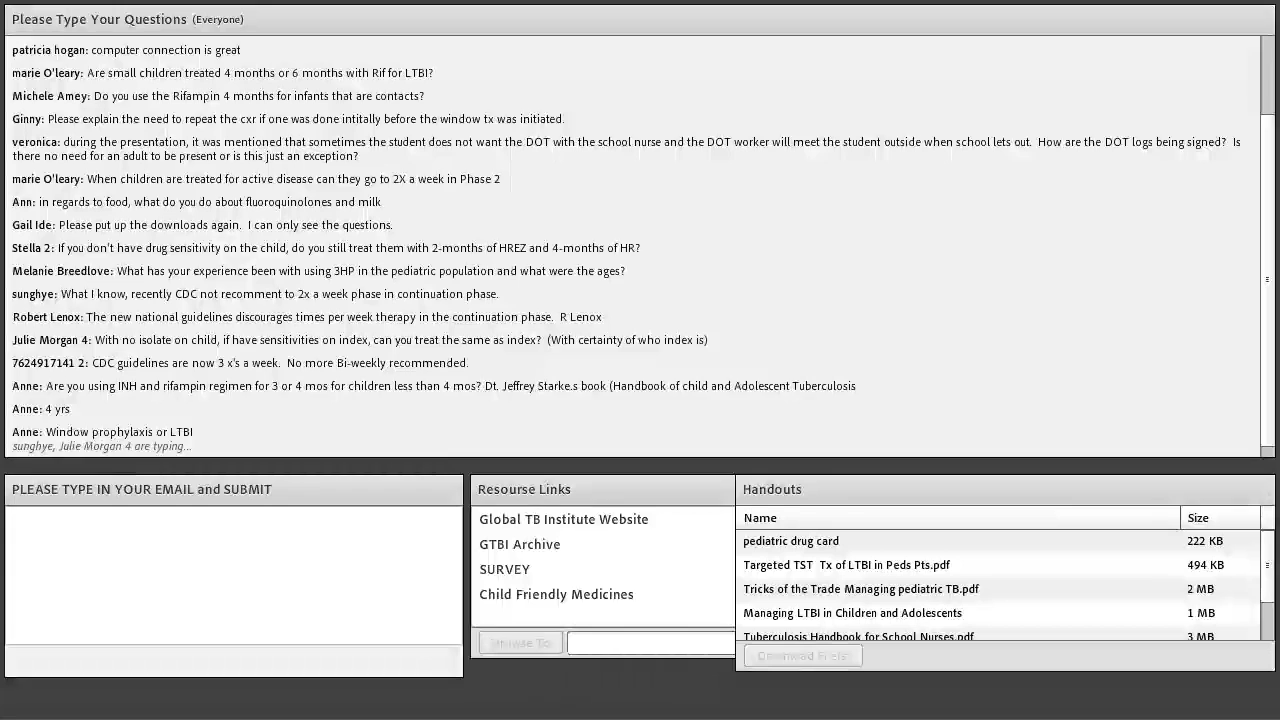 Please Type Your Questions (Everyone)
patricia hogan: computer connection is great
marie O'leary: Are small children treated 4 months or 6 months with Rif for LTBI?
Michele Amey: Do you use the Rifampin 4 months for infants that are contacts?
Ginny: Please explain the need to repeat the cxr if one was done intitally before the window tx was initiated.
veronica: during the presentation, it was mentioned that sometimes the student does not want the DOT with the school nurse and the DOT worker will meet the student outside when school lets out. How are the DOT logs being signed? Is
there no need for an adult to be present or is this just an exception?
marie O'leary: When children are treated for active disease can they go to 2X a week in Phase 2
Ann: in regards to food, what do you do about fluoroquinolones and milk
Gail Ide: Please put up the downloads again. I can only see the questions.
Stella 2: If you don't have drug sensitivity on the child, do you still treat them with 2-months of HREZ and 4-months of HR?
Melanie Breedlove: What has your experience been with using 3HP in the pediatric population and what were the ages?
sunghye: What I know, recently CDC not recomment to 2x a week phase in continuation phase.
Robert Lenox: The new national guidelines discourages times per week therapy in the continuation phase. R Lenox
Julie Morgan 4: With no isolate on child, if have sensitivities on index, can you treat the same as index? (With certainty of who index is)
7624917141 2: CDC guidelines are now 3 x's a week. No more Bi-weekly recommended.
Anne: Are you using INH and rifampin regimen for 3 or 4 mos for children less than 4 mos? Dt. Jeffrey Starke.s book (Handbook of child and Adolescent Tuberculosis
Anne: 4 yrs
Anne: Window prophylaxis or LTBI
sunghye, Julie Morgan 4 are typing...
PLEASE TYPE IN YOUR EMAIL and SUBMIT
Resourse Links
Global TB Institute Website
GTBI Archive
SURVEY
Child Friendly Medicines
Browse To
Handouts
Name Size
pediatric drug card 222 KB
Targeted TST Tx of LTBI in Peds Pts.pdf 494 KB
Tricks of the Trade Managing pediatric TB.pdf 2 MB
Managing LTBI in Children and Adolescents 1 MB
Tuberculosis Handbook for School Nurses.pdf 3 MB
Download File(s)